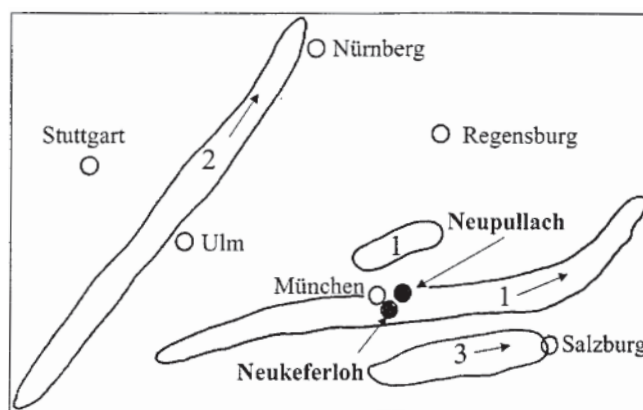 Nürnberg
Stuttgart
2
Regensburg
Ulm
1
Neupullach
München
1
Neukeferloh
3
Salzburg